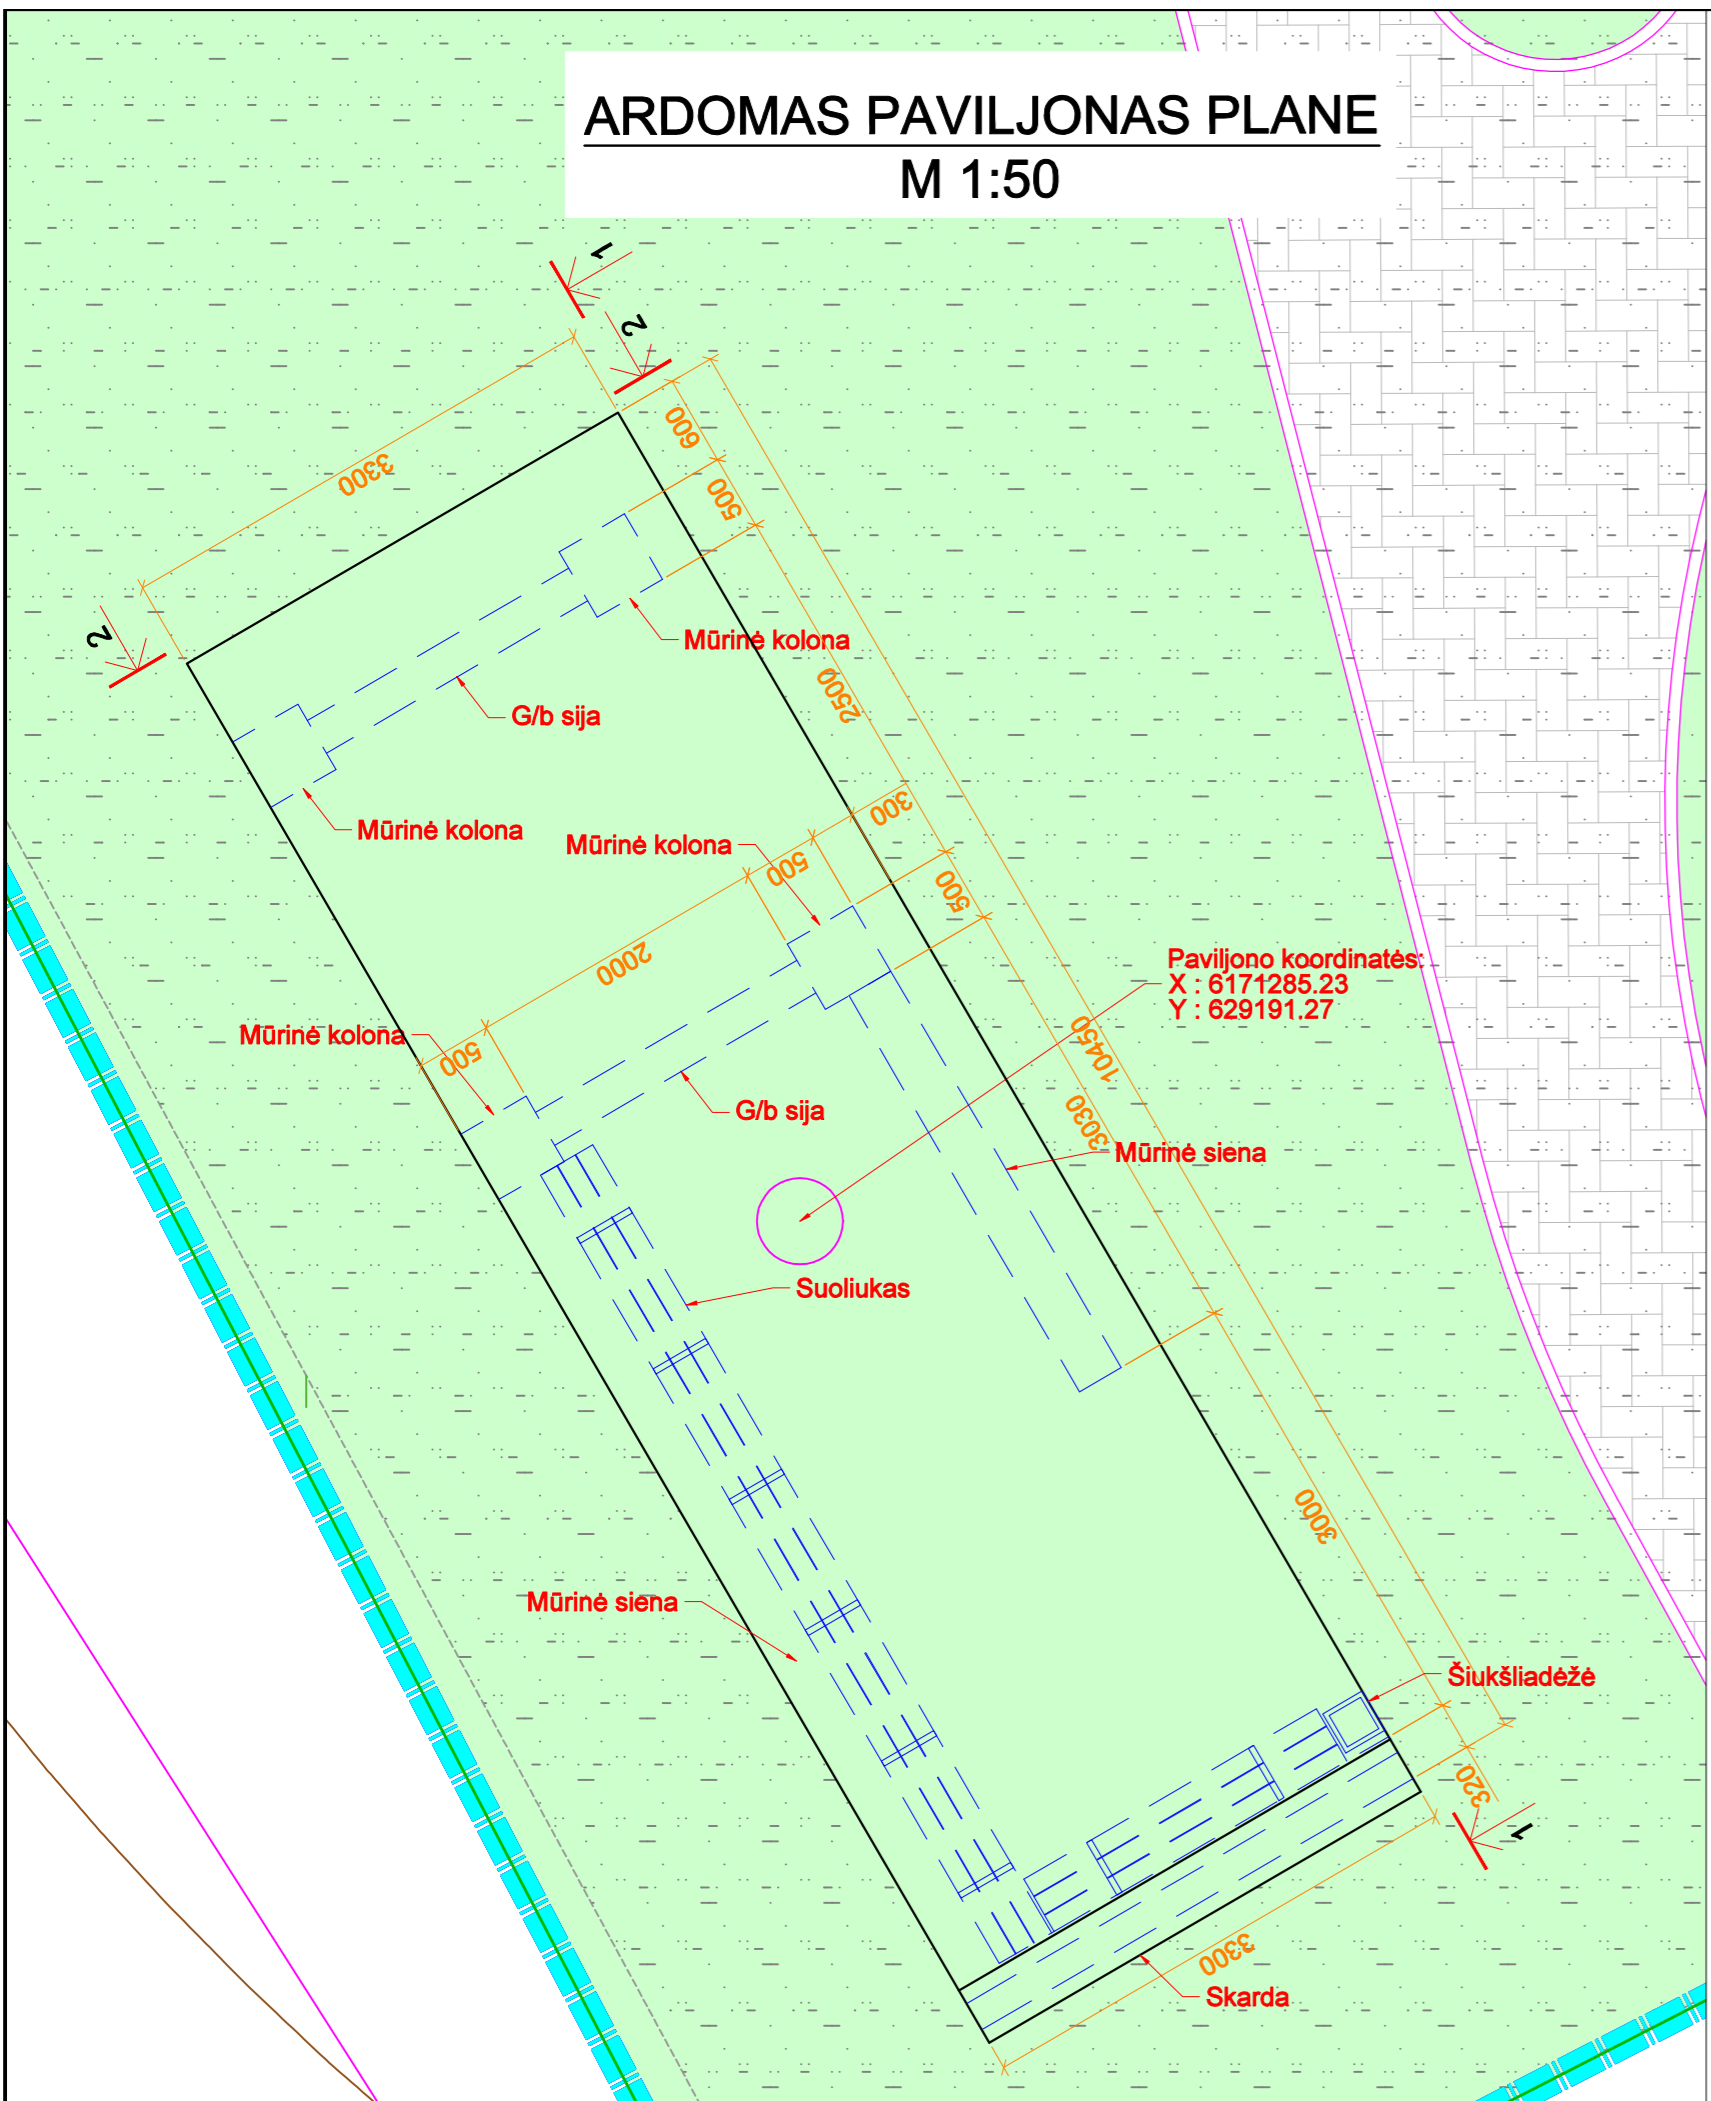 ARDOMAS PAVILJONAS PLANE
M 1:50
1
2
600
3300
500
2
Mūrinė kolona
2500
G/b sija
300
Mūrinė kolona
Mūrinė kolona
500
500
2000
Paviljono koordinatės:
X : 6171285.23
Y : 629191.27
Mūrinė kolona
500
10450
G/b sija
3030
Mūrinė siena
Suoliukas
3000
Mūrinė siena
Šiukšliadėžė
320
1
3300
Skarda